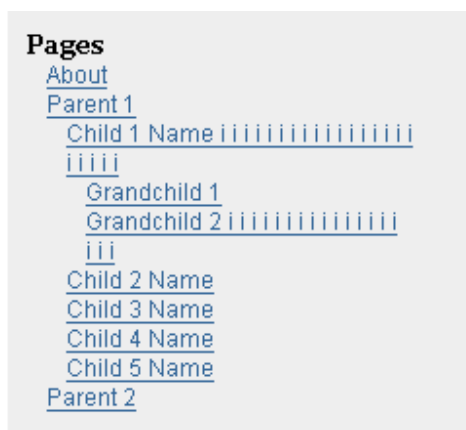 Pages
About
Parent 1
Child 1 Name i i i i i i i i i i i i i i i i i
i i i i i
Grandchild 1
Grandchild 2 i i i i i i i i i i i i i i i
i i i
Child 2 Name
Child 3 Name
Child 4 Name
Child 5 Name
Parent 2